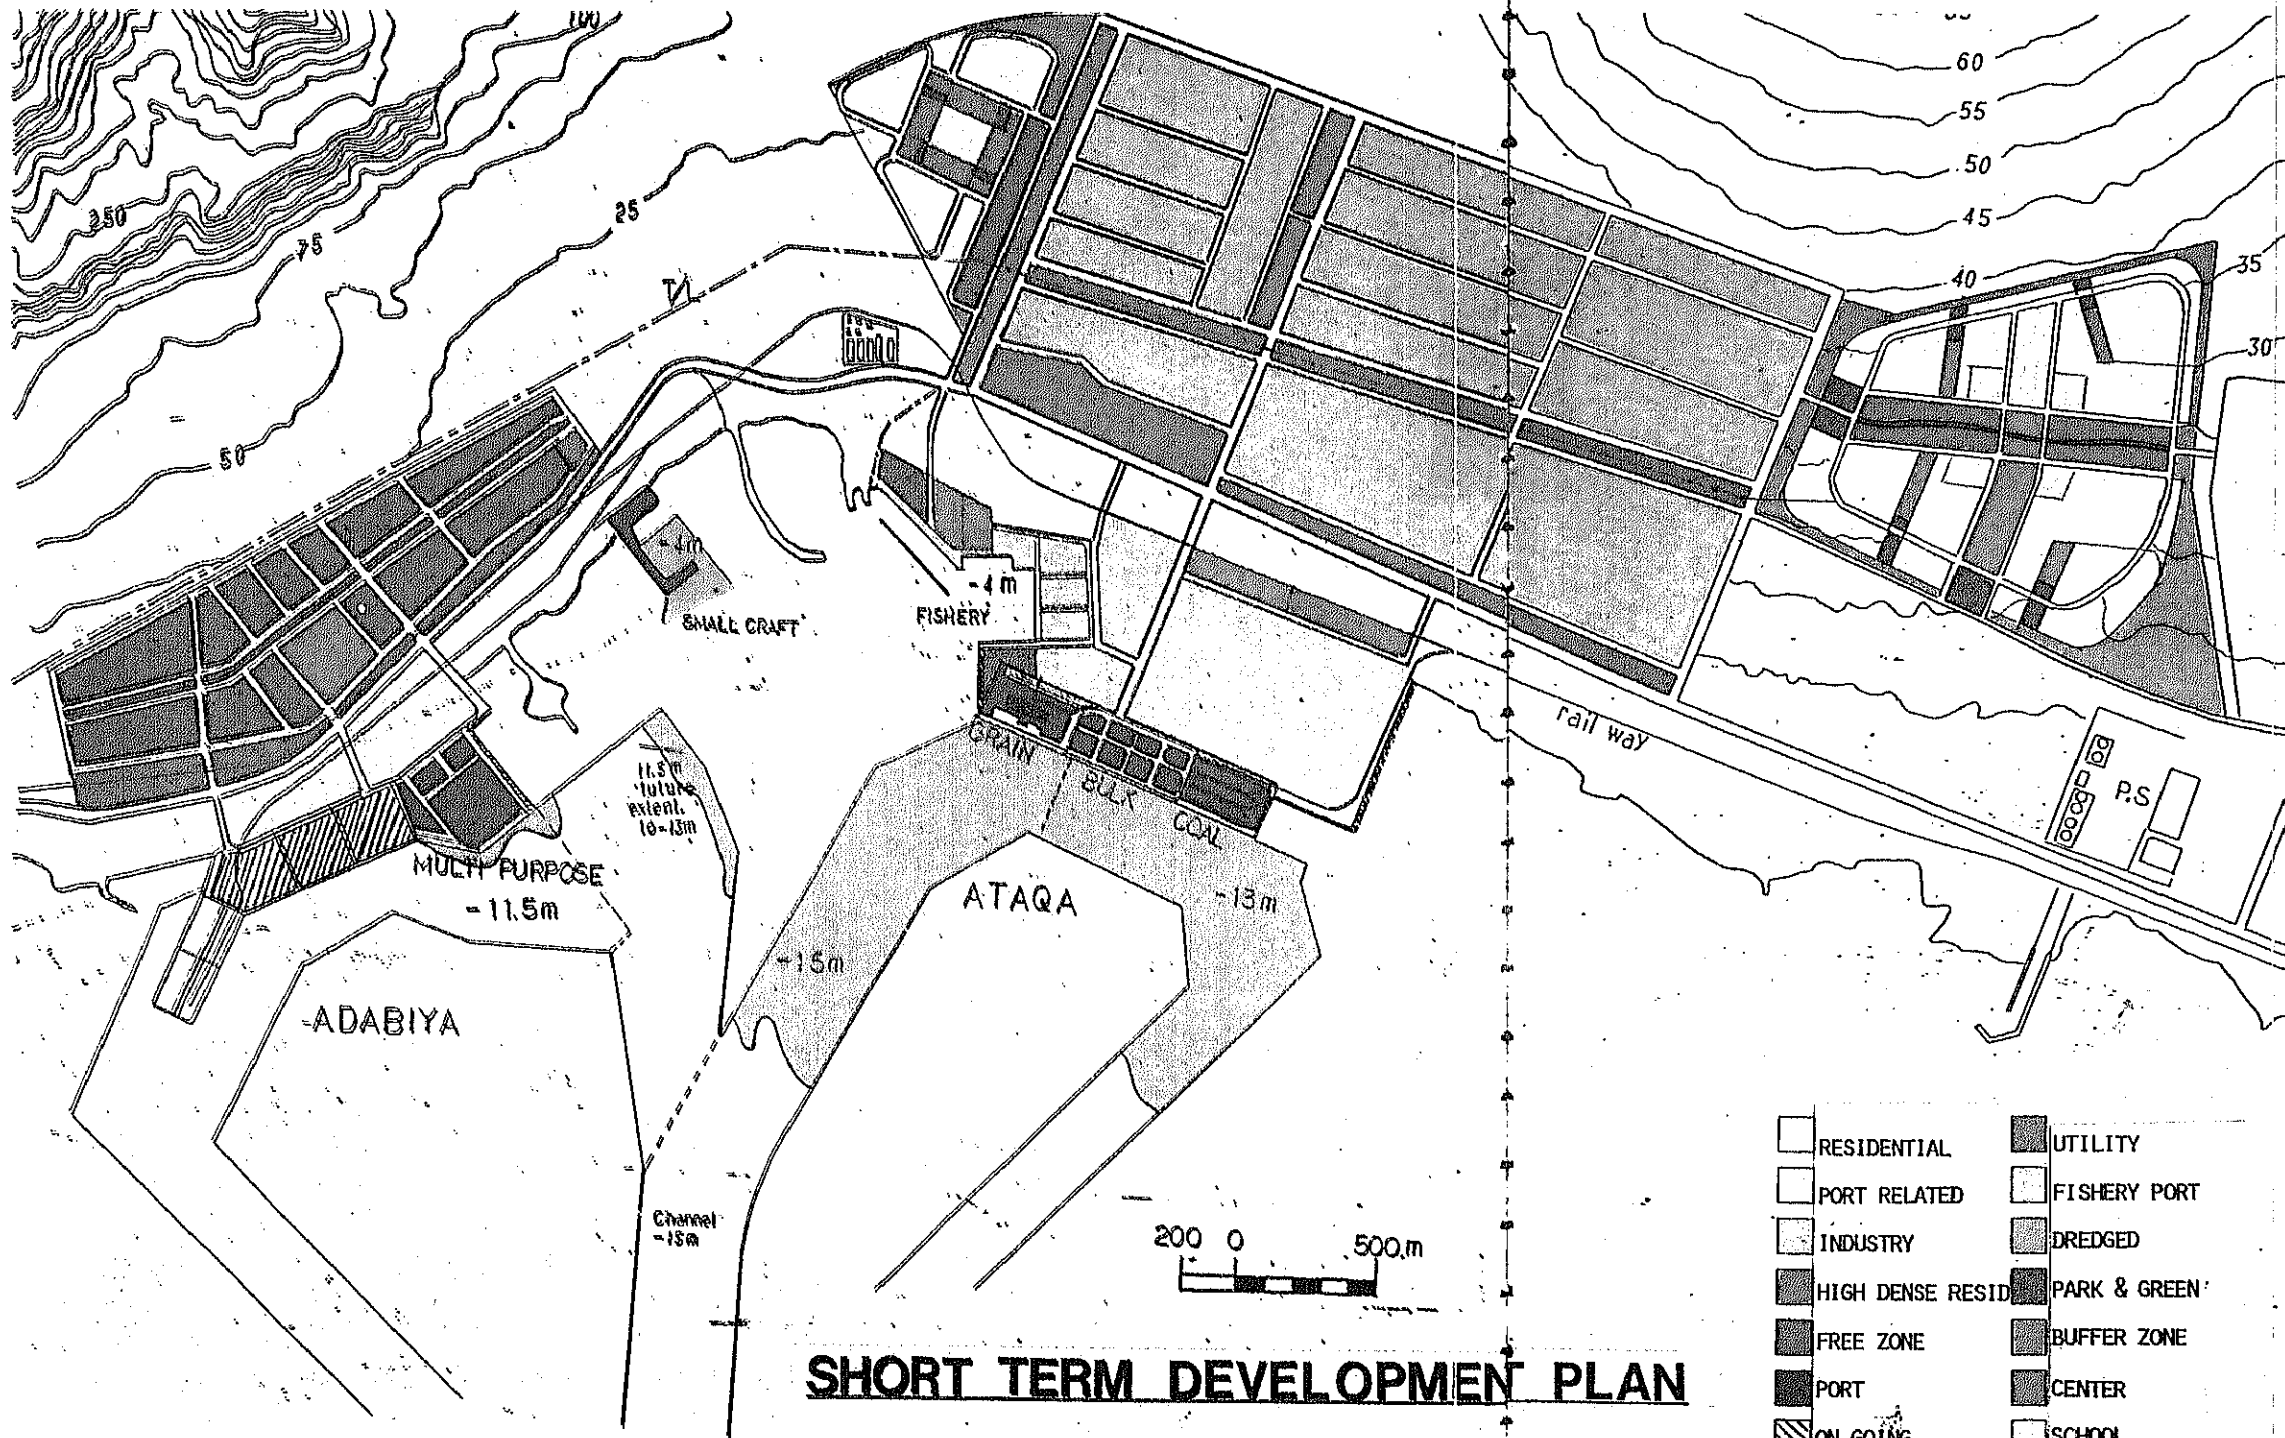 100
60
55
50
45
40
35
30
250
75
25
T/L
50
-4m
SMALL CRAFT
-4m
FISHERY
GRAIN
BULK
COAL
rail way
P.S
11.5m
future
extent.
10-13m
MULTI PURPOSE
-11.5m
ATAQA
-13m
-15m
ADABIYA
Channel
-15m
200 0 500m
SHORT TERM DEVELOPMENT PLAN
RESIDENTIAL
PORT RELATED
INDUSTRY
HIGH DENSE RESID
FREE ZONE
PORT
ON GOING
UTILITY
FISHERY PORT
DREDGED
PARK & GREEN
BUFFER ZONE
CENTER
SCHOOL